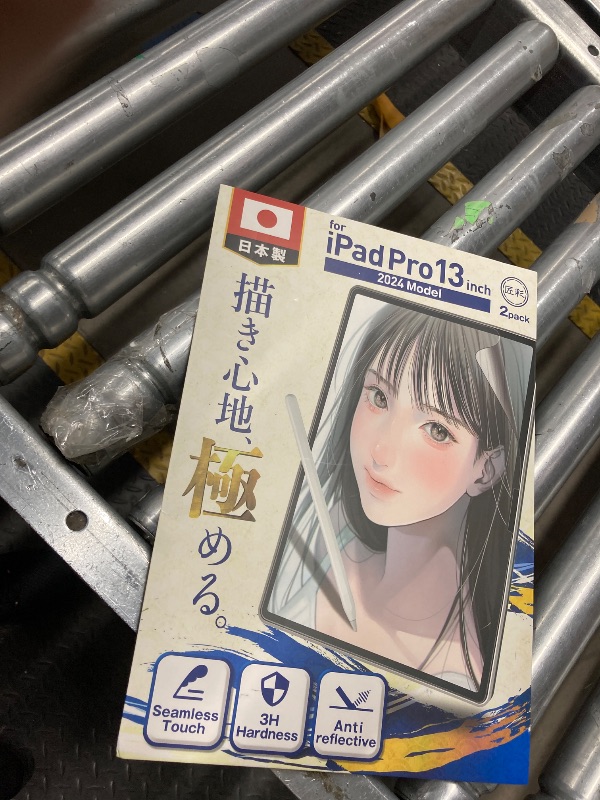 日本製
for
iPad Pro 13 inch
2024 Model
匠彩
2pack
描き心地、
極
める。
Seamless
Touch
3H
Hardness
Anti
reflective